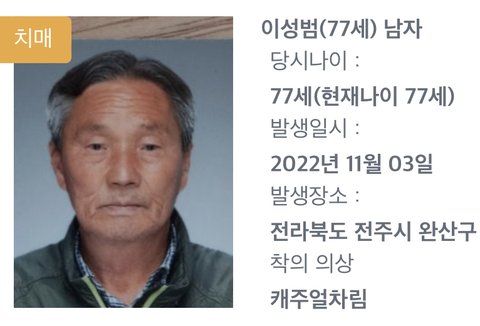 치매
이성범(77세) 남자
당시나이 :
77세(현재나이 77세)
발생일시 :
2022년 11월 03일
발생장소 :
전라북도 전주시 완산구
착의 의상
캐주얼차림